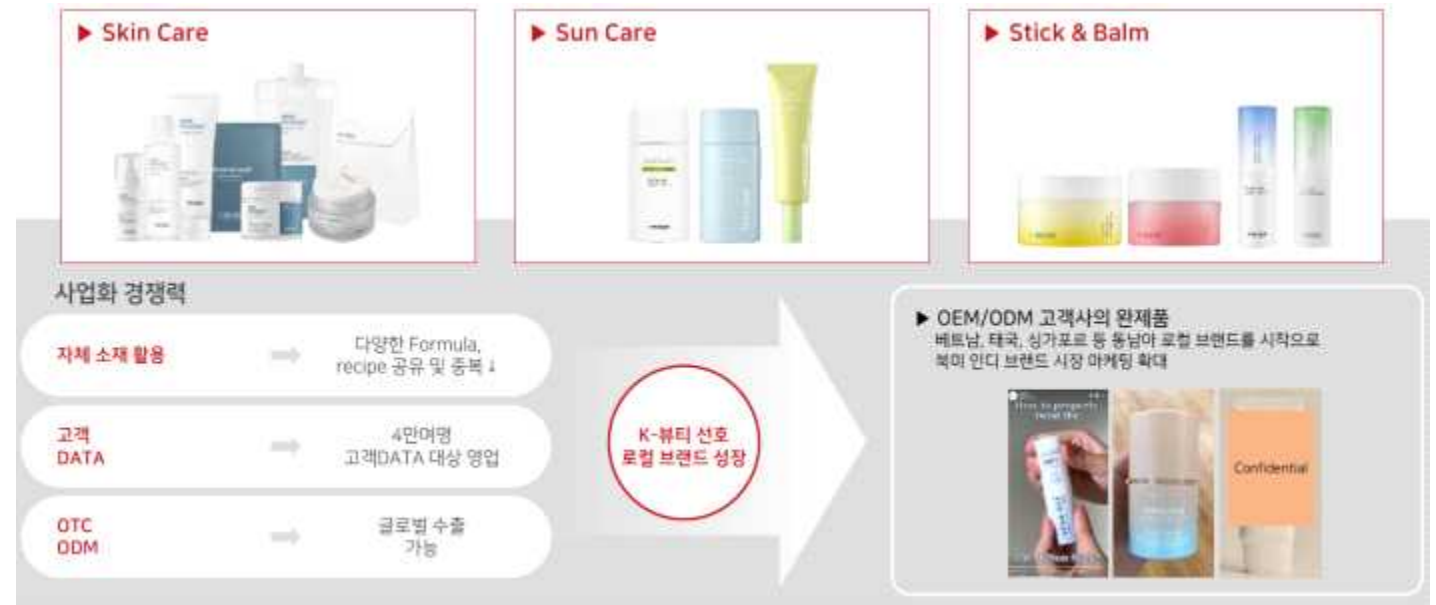 ▶ Skin Care
▶ Sun Care
▶ Stick & Balm
사업화 경쟁력
자체 소재 활용
다양한 Formula,
recipe 공유 및 중복↓
고객
DATA
4만여명
고객DATA 대상 영업
OTC
ODM
글로벌 수출
가능
K-뷰티 선호
로컬 브랜드 성장
▶ OEM/ODM 고객사의 완제품
베트남, 태국, 싱가포르 등 동남아 로컬 브랜드를 시작으로
북미 인디 브랜드 시장 마케팅 확대
How to properly
Confidential